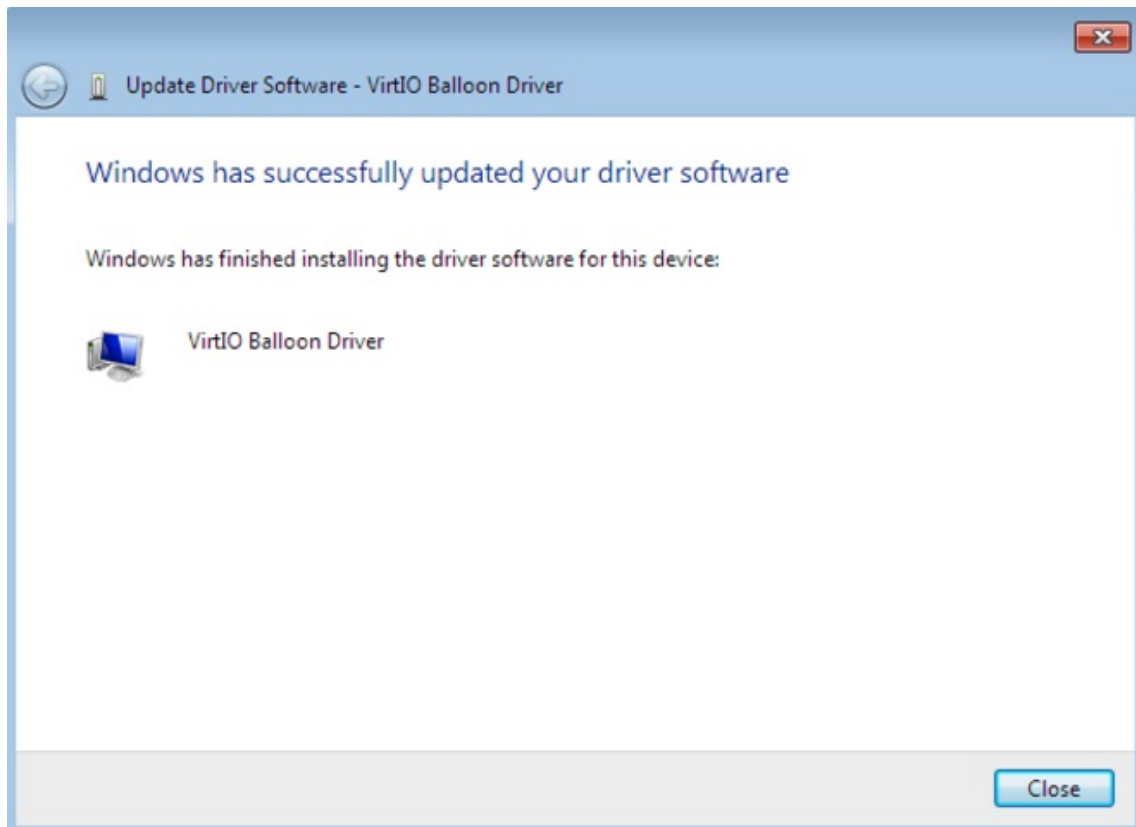 Update Driver Software - VirtIO Balloon Driver
Windows has successfully updated your driver software
Windows has finished installing the driver software for this device:
VirtIO Balloon Driver
Close